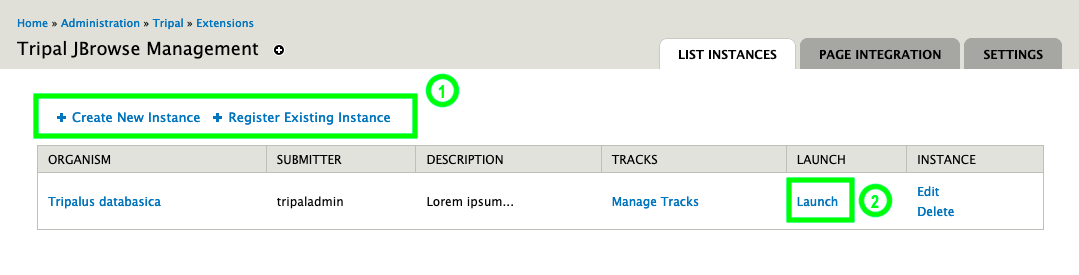 Home » Administration » Tripal » Extensions
Tripal JBrowse Management
LIST INSTANCES PAGE INTEGRATION SETTINGS
1
+ Create New Instance + Register Existing Instance
ORGANISM SUBMITTER DESCRIPTION TRACKS LAUNCH INSTANCE
Tripalus databasica tripaladmin Lorem ipsum... Manage Tracks Launch 2 Edit
Delete